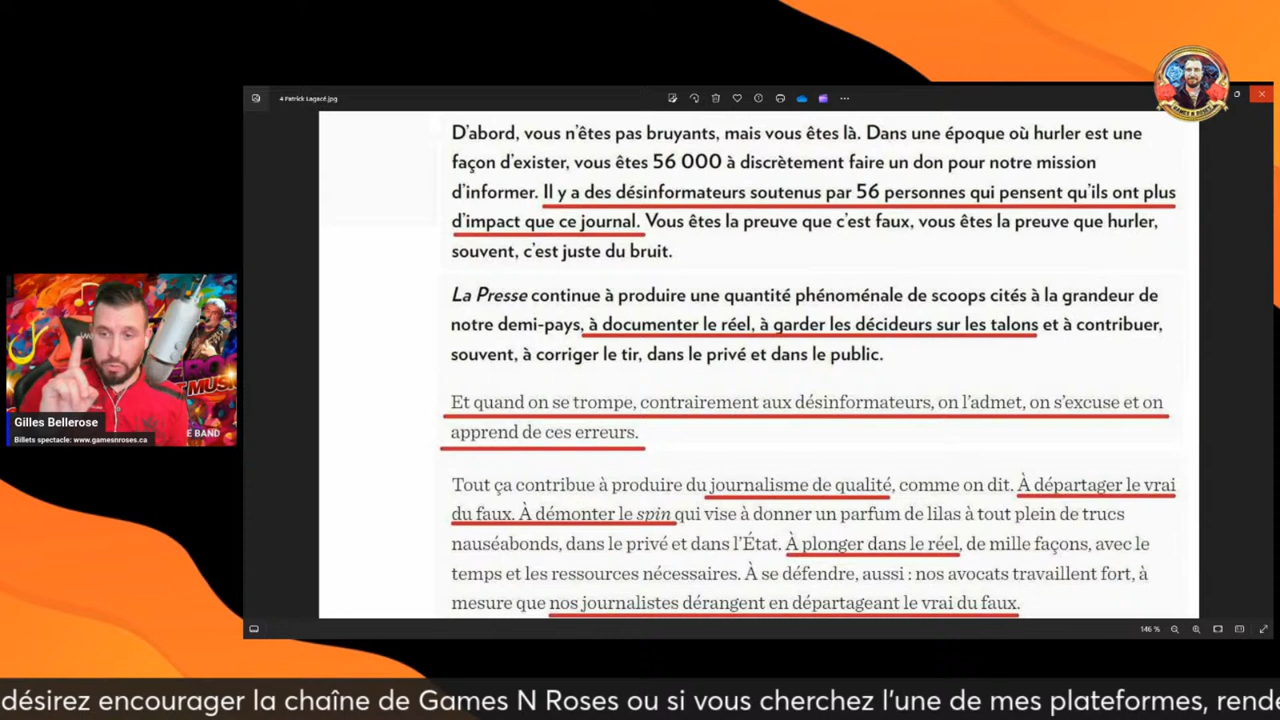 4 Patrick Lagacé.jpg
GAMES N ROSES
D'abord, vous n'êtes pas bruyants, mais vous êtes là. Dans une époque où hurler est une
façon d'exister, vous êtes 56 000 à discrètement faire un don pour notre mission
d'informer. Il y a des désinformateurs soutenus par 56 personnes qui pensent qu'ils ont plus
d'impact que ce journal. Vous êtes la preuve que c'est faux, vous êtes la preuve que hurler,
souvent, c'est juste du bruit.
La Presse continue à produire une quantité phénoménale de scoops cités à la grandeur de
notre demi-pays, à documenter le réel, à garder les décideurs sur les talons et à contribuer,
souvent, à corriger le tir, dans le privé et dans le public.
Et quand on se trompe, contrairement aux désinformateurs, on l'admet, on s'excuse et on
apprend de ces erreurs.
Tout ça contribue à produire du journalisme de qualité, comme on dit. À départager le vrai
du faux. À démonter le spin qui vise à donner un parfum de lilas à tout plein de trucs
nauséabonds, dans le privé et dans l'État. À plonger dans le réel, de mille façons, avec le
temps et les ressources nécessaires. À se défendre, aussi : nos avocats travaillent fort, à
mesure que nos journalistes dérangent en départageant le vrai du faux.
MUSIC
Gilles Bellerose
Billets spectacle: www.gamesnroses.ca
E BAND
146 %
désirez encourager la chaîne de Games N Roses ou si vous cherchez l'une de mes plateformes, rende